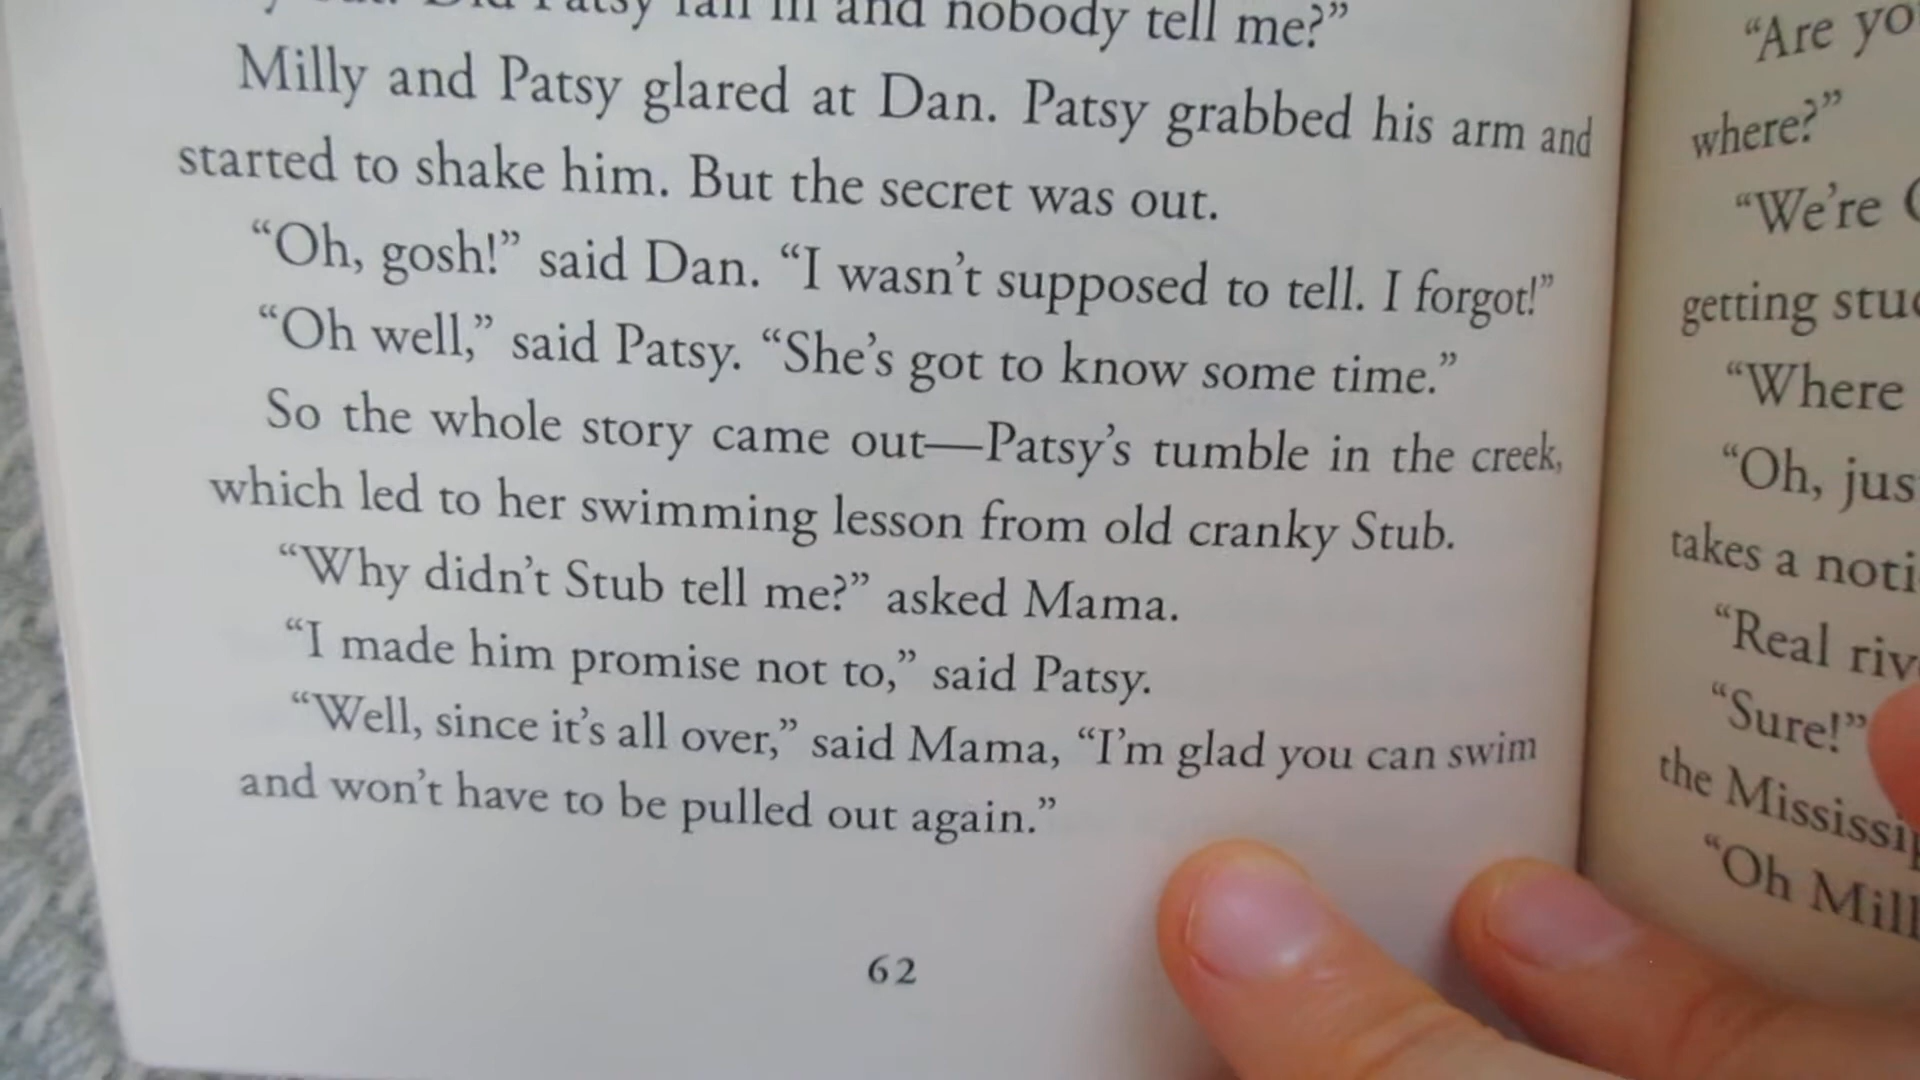 out. Did Patsy fall in and nobody tell me?”
Milly and Patsy glared at Dan. Patsy grabbed his arm and
started to shake him. But the secret was out.
“Oh, gosh!” said Dan. “I wasn’t supposed to tell. I forgot!”
“Oh well,” said Patsy. “She’s got to know some time.”
So the whole story came out—Patsy’s tumble in the creek,
which led to her swimming lesson from old cranky Stub.
“Why didn’t Stub tell me?” asked Mama.
“I made him promise not to,” said Patsy.
“Well, since it’s all over,” said Mama, “I’m glad you can swim
and won’t have to be pulled out again.”
62
“Are
where?”
“We’re
getting
“Where
“Oh,
takes a
“Real
“Sure!”
the
“Oh